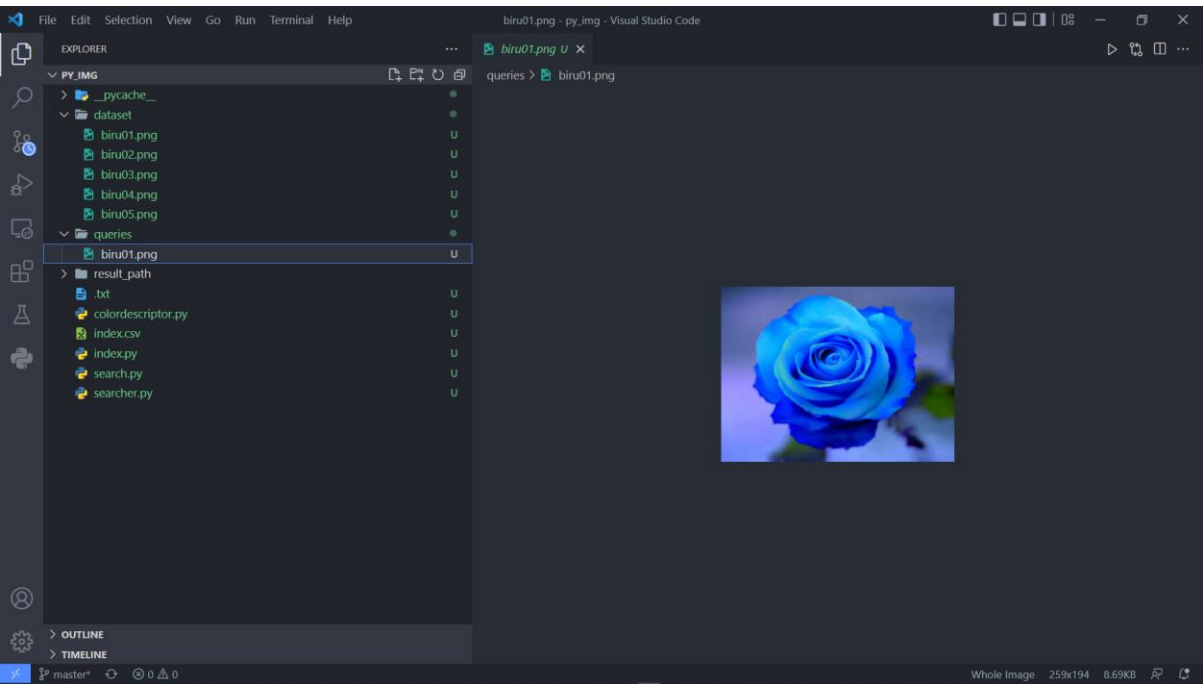 File Edit Selection View Go Run Terminal Help
biru01.png - py_img - Visual Studio Code
EXPLORER
PY_IMG
__pycache__
dataset
biru01.png U
biru02.png U
biru03.png U
biru04.png U
biru05.png U
queries
biru01.png U
result_path
.txt U
colordescriptor.py U
index.csv U
index.py U
search.py U
searcher.py U
OUTLINE
TIMELINE
biru01.png U
queries > biru01.png
master* 0 0
Whole Image 259x194 8.69KB